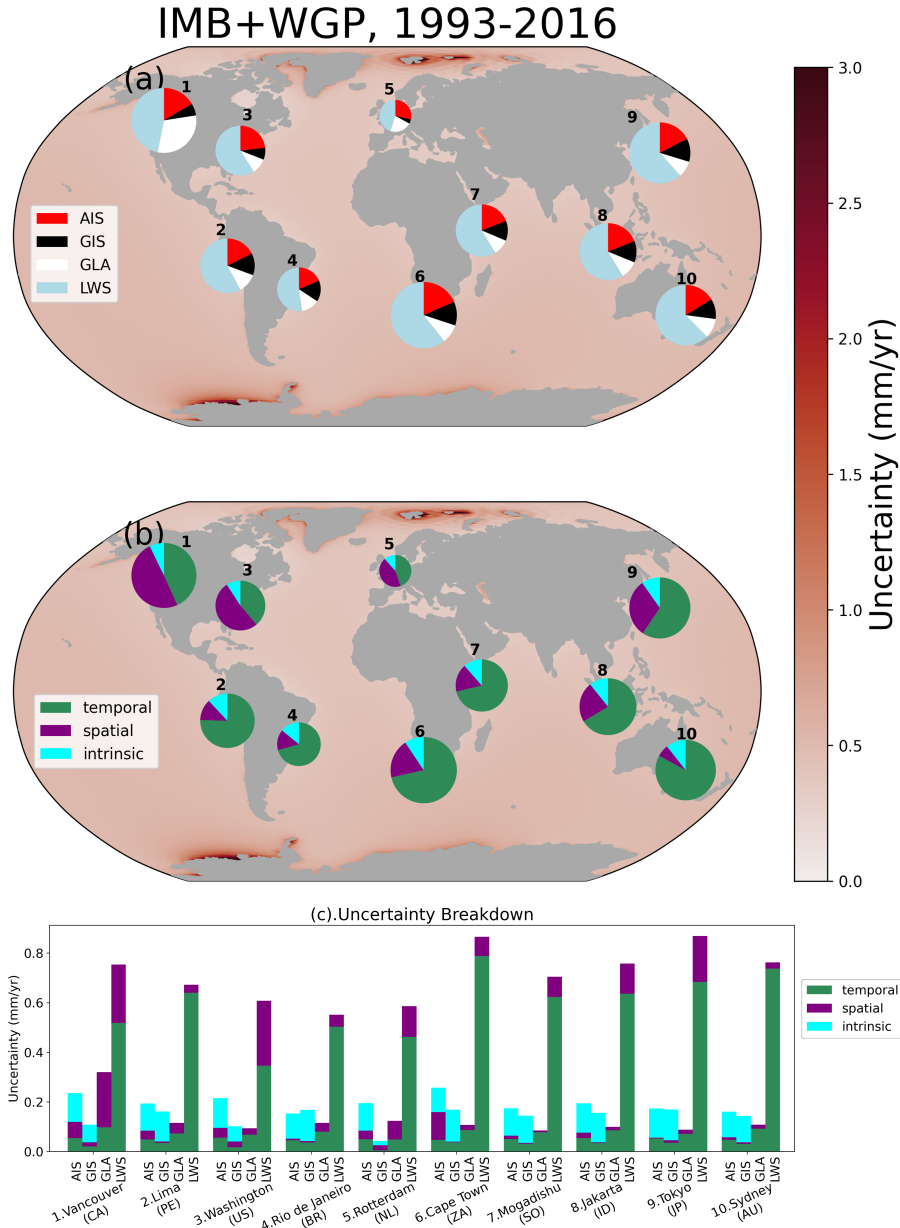 IMB+WGP, 1993-2016
(a)
1
3
5
9
7
2
4
8
6
10
AIS
GIS
GLA
LWS
(b)
1
3
5
9
7
2
4
8
6
10
temporal
spatial
intrinsic
3.0
2.5
2.0
1.5
1.0
0.5
0.0
Uncertainty (mm/yr)
(c).Uncertainty Breakdown
Uncertainty (mm/yr)
0.8
0.6
0.4
0.2
0.0
temporal
spatial
intrinsic
AIS GIS GLA LWS AIS GIS GLA LWS AIS GIS GLA LWS AIS GIS GLA LWS AIS GIS GLA LWS AIS GIS GLA LWS AIS GIS GLA LWS AIS GIS GLA LWS AIS GIS GLA LWS AIS GIS GLA LWS
1.Vancouver
(CA)
2.Lima
(PE)
3.Washington
(US)
4.Rio de Janeiro
(BR)
5.Rotterdam
(NL)
6.Cape Town
(ZA)
7.Mogadishu
(SO)
8.Jakarta
(ID)
9.Tokyo
(JP)
10.Sydney
(AU)